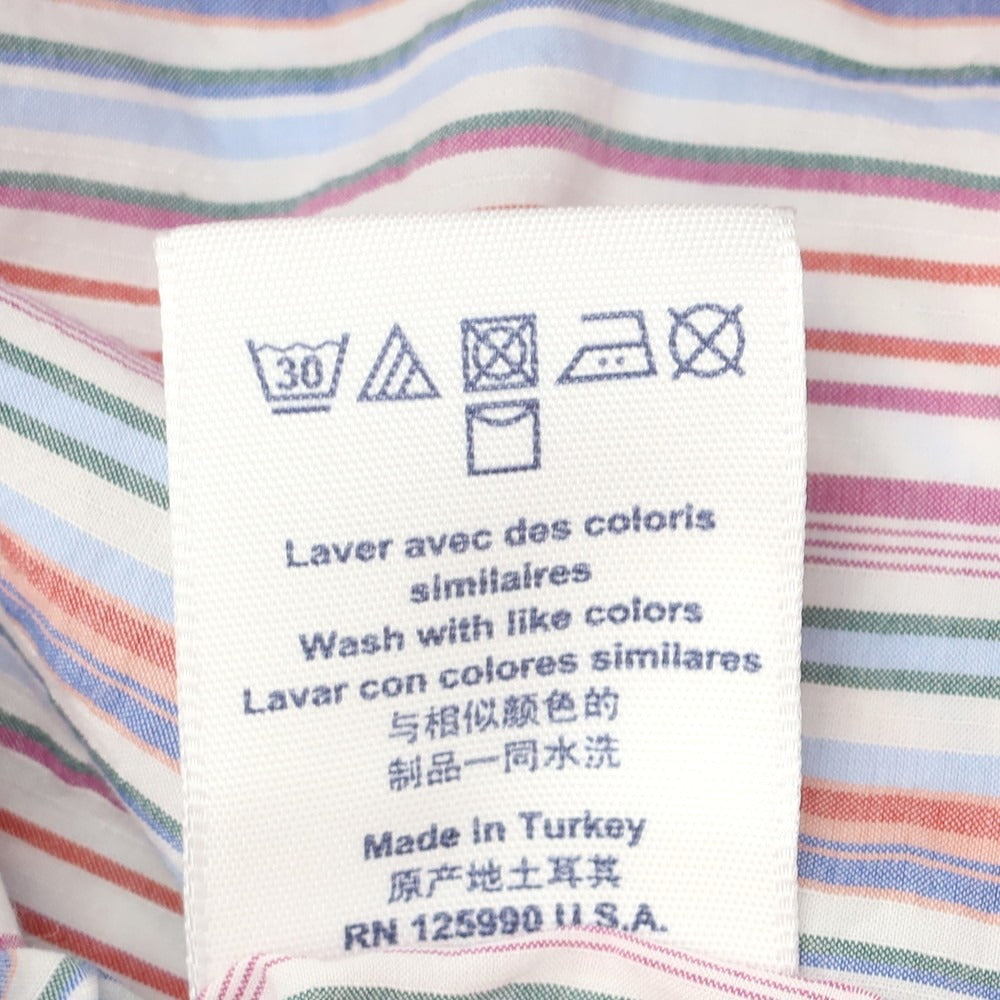 30
Laver avec des coloris
similaires
Wash with like colors
Lavar con colores similares
与相似颜色的
制品一同水洗
Made in Turkey
原产地土耳其
RN 125990 U.S.A.